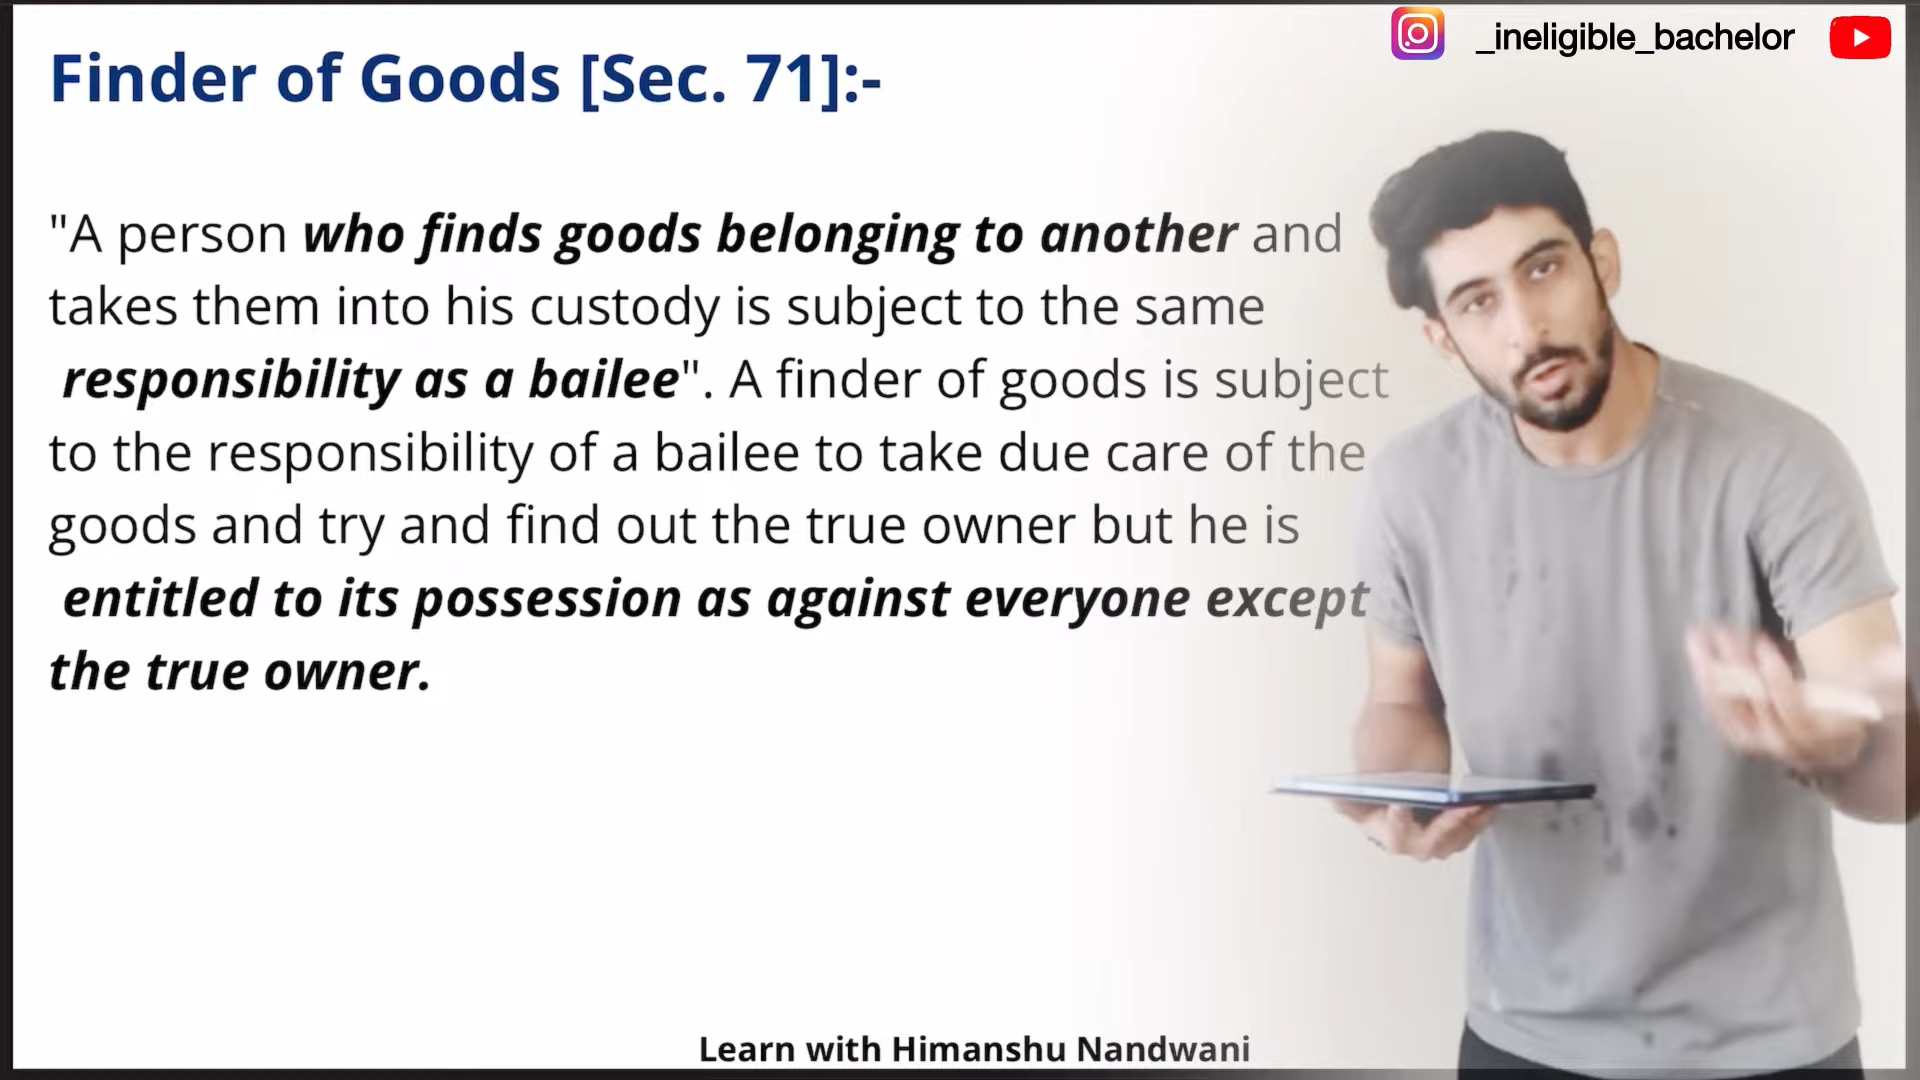 _ineligible_bachelor
Finder of Goods [Sec. 71]:-
"A person who finds goods belonging to another and
takes them into his custody is subject to the same
responsibility as a bailee". A finder of goods is subject
to the responsibility of a bailee to take due care of the
goods and try and find out the true owner but he is
entitled to its possession as against everyone except
the true owner.
Learn with Himanshu Nandwani